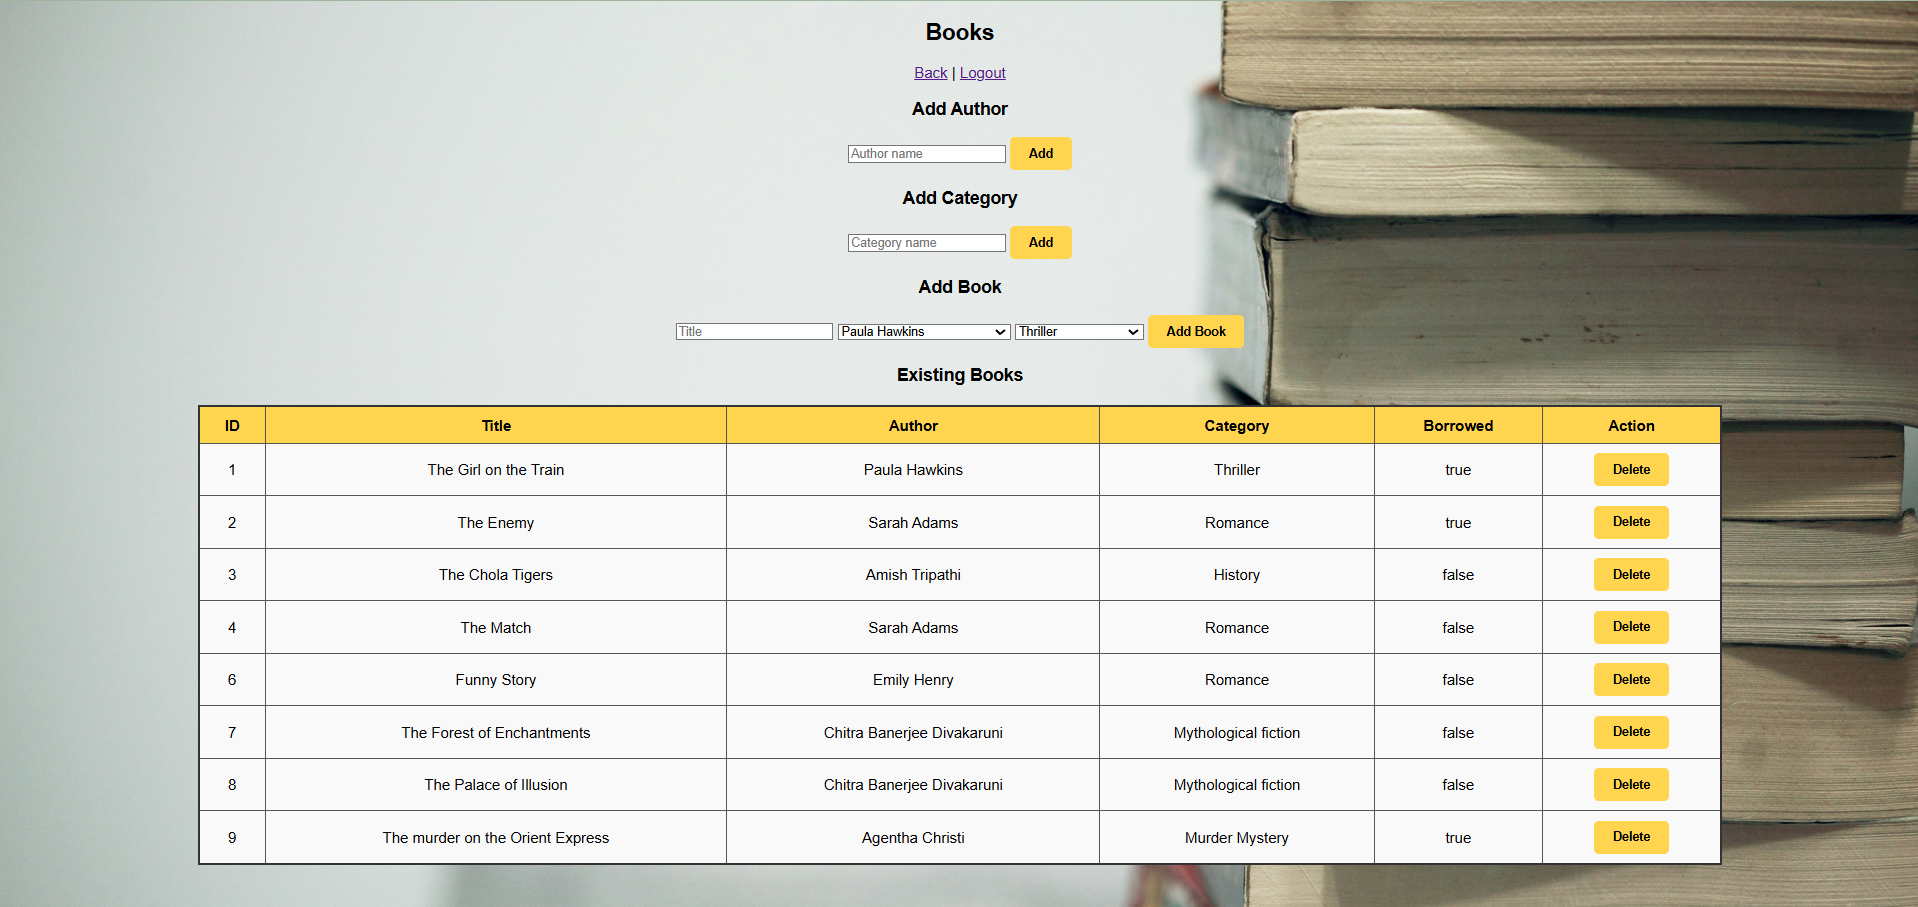 Books
Back | Logout
Add Author
Author name Add
Add Category
Category name Add
Add Book
Title Paula Hawkins Thriller Add Book
Existing Books
ID Title Author Category Borrowed Action
1 The Girl on the Train Paula Hawkins Thriller true Delete
2 The Enemy Sarah Adams Romance true Delete
3 The Chola Tigers Amish Tripathi History false Delete
4 The Match Sarah Adams Romance false Delete
6 Funny Story Emily Henry Romance false Delete
7 The Forest of Enchantments Chitra Banerjee Divakaruni Mythological fiction false Delete
8 The Palace of Illusion Chitra Banerjee Divakaruni Mythological fiction false Delete
9 The murder on the Orient Express Agentha Christi Murder Mystery true Delete